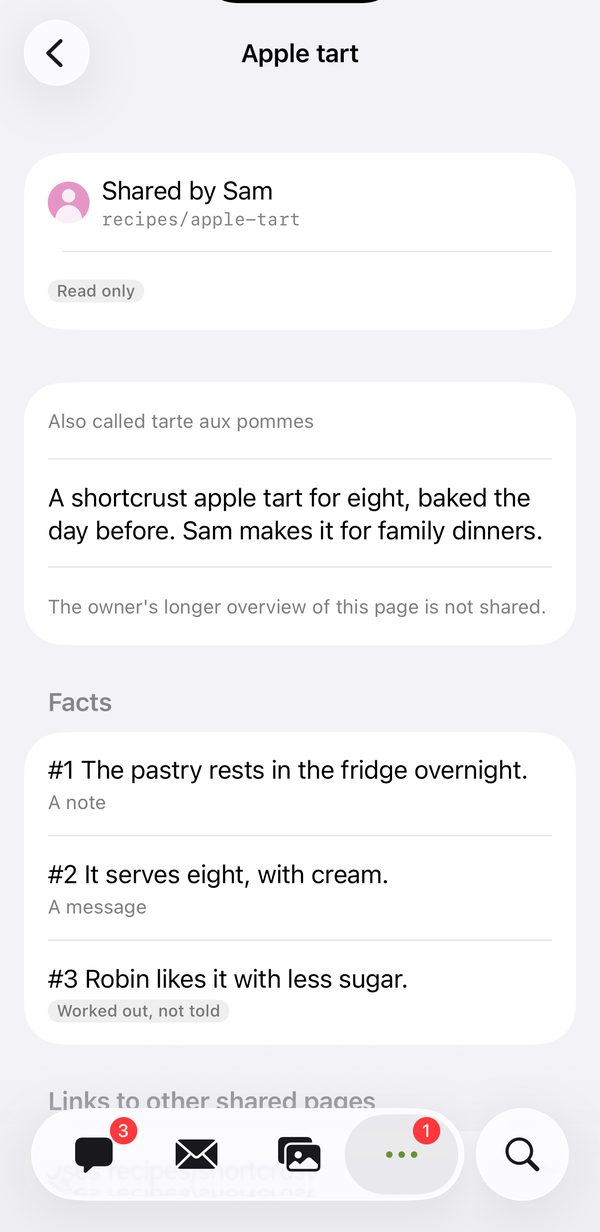 Apple tart
Shared by Sam
recipes/apple-tart
Read only
Also called tarte aux pommes
A shortcrust apple tart for eight, baked the
day before. Sam makes it for family dinners.
The owner's longer overview of this page is not shared.
Facts
#1 The pastry rests in the fridge overnight.
A note
#2 It serves eight, with cream.
A message
#3 Robin likes it with less sugar.
Worked out, not told
Links to other shared pages
3
1